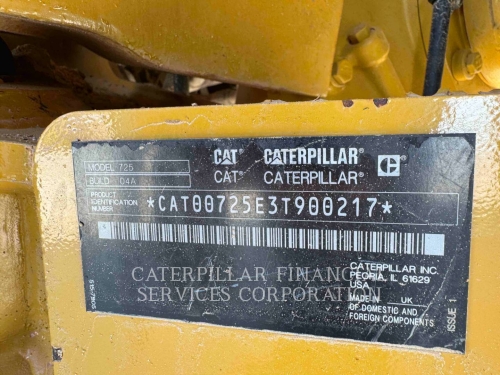 MODEL 725
BUILD 04A
CAT CATERPILLAR C
CAT CATERPILLAR
PRODUCT
IDENTIFICATION
NUMBER
*CAT00725E3T900217*
CATERPILLAR FINANCIAL
SERVICES CORPORATION
CATERPILLAR INC.
PEORIA, IL 61629
USA
MADE IN UK
OF DOMESTIC AND
FOREIGN COMPONENTS
ISSUE 1